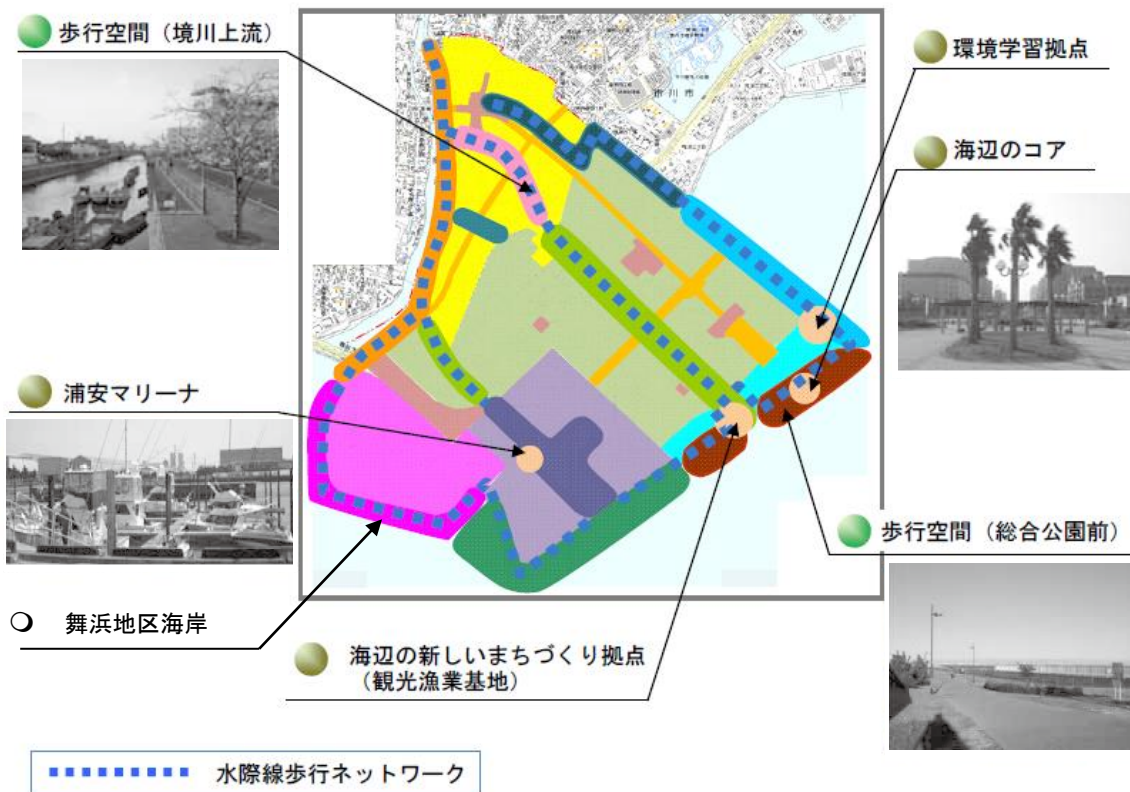 歩行空間（境川上流）
環境学習拠点
市川市
海辺のコア
浦安マリーナ
歩行空間（総合公園前）
舞浜地区海岸
海辺の新しいまちづくり拠点
（観光漁業基地）
水際線歩行ネットワーク